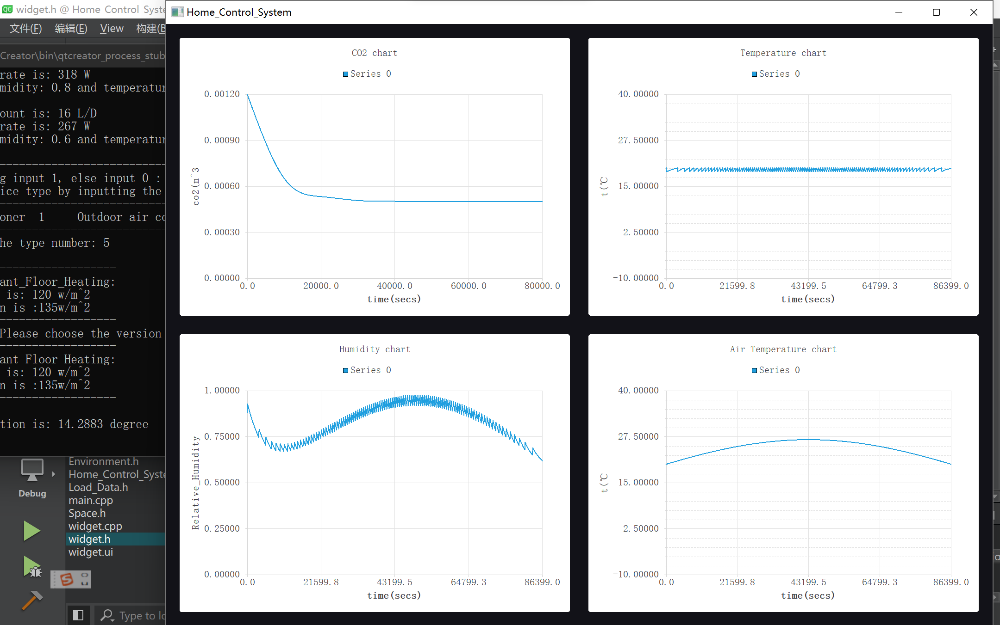 widget.h @ Home_Control_Syste
文件(F) 编辑(E) View 构建(B
Creator\bin\qtcreator_process_stub
rate is: 318 W
midity: 0.8 and temperatur
ount is: 16 L/D
rate is: 267 W
midity: 0.6 and temperatur
g input 1, else input 0 :
ice type by inputting the
oner 1 Outdoor air co
he type number: 5
ant_Floor_Heating:
is: 120 w/m^2
n is :135w/m^2
Please choose the version
ant_Floor_Heating:
is: 120 w/m^2
n is :135w/m^2
tion is: 14.2883 degree
Environment.h
Home_Control_Syste
Load_Data.h
main.cpp
Space.h
widget.cpp
widget.h
widget.ui
Debug
Type to lo
Home_Control_System
CO2 chart
Series 0
0.00120
0.00090
0.00060
0.00030
0.00000
co2(m^3
0.0 20000.0 40000.0 60000.0 80000.0
time(secs)
Temperature chart
Series 0
40.00000
27.50000
15.00000
2.50000
-10.00000
t(℃
0.0 21599.8 43199.5 64799.3 86399.0
time(secs)
Humidity chart
Series 0
1.00000
0.75000
0.50000
0.25000
0.00000
Relative_Humidity
0.0 21599.8 43199.5 64799.3 86399.0
time(secs)
Air Temperature chart
Series 0
40.00000
27.50000
15.00000
2.50000
-10.00000
t(℃
0.0 21599.8 43199.5 64799.3 86399.0
time(secs)